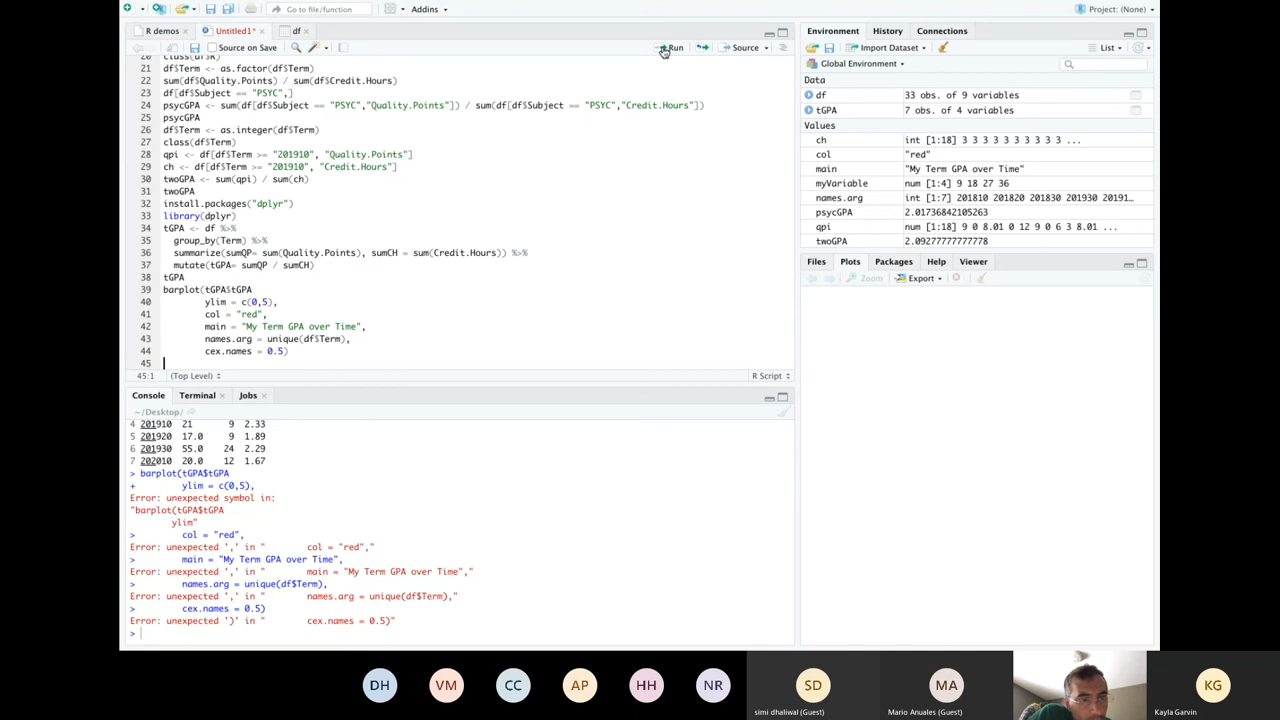 Go to file/function
Addins
Project: (None)
R demos
Untitled1*
df
Source on Save
Run
Source
20 class(df$R)
21 df$Term <- as.factor(df$Term)
22 sum(df$Quality.Points) / sum(df$Credit.Hours)
23 df[df$Subject == "PSYC",]
24 psycGPA <- sum(df[df$Subject == "PSYC","Quality.Points"]) / sum(df[df$Subject == "PSYC","Credit.Hours"])
25 psycGPA
26 df$Term <- as.integer(df$Term)
27 class(df$Term)
28 qpi <- df[df$Term >= "201910", "Quality.Points"]
29 ch <- df[df$Term >= "201910", "Credit.Hours"]
30 twoGPA <- sum(qpi) / sum(ch)
31 twoGPA
32 install.packages("dplyr")
33 library(dplyr)
34 tGPA <- df %>%
35 group_by(Term) %>%
36 summarize(sumQP= sum(Quality.Points), sumCH = sum(Credit.Hours)) %>%
37 mutate(tGPA= sumQP / sumCH)
38 tGPA
39 barplot(tGPA$tGPA
40 ylim = c(0,5),
41 col = "red",
42 main = "My Term GPA over Time",
43 names.arg = unique(df$Term),
44 cex.names = 0.5)
45
45:1 (Top Level) R Script
Console Terminal Jobs
~/Desktop/
4 201910 21 9 2.33
5 201920 17.0 9 1.89
6 201930 55.0 24 2.29
7 202010 20.0 12 1.67
> barplot(tGPA$tGPA
+ ylim = c(0,5),
Error: unexpected symbol in:
"barplot(tGPA$tGPA
ylim"
> col = "red",
Error: unexpected ',' in " col = "red","
> main = "My Term GPA over Time",
Error: unexpected ',' in " main = "My Term GPA over Time","
> names.arg = unique(df$Term),
Error: unexpected ',' in " names.arg = unique(df$Term),"
> cex.names = 0.5)
Error: unexpected ')' in " cex.names = 0.5)"
>
Environment History Connections
Import Dataset
List
Global Environment
Data
df 33 obs. of 9 variables
tGPA 7 obs. of 4 variables
Values
ch int [1:18] 3 3 3 3 3 3 3 3 3 3 ...
col "red"
main "My Term GPA over Time"
myVariable num [1:4] 9 18 27 36
names.arg int [1:7] 201810 201820 201830 201930 20191...
psycGPA 2.01736842105263
qpi num [1:18] 9 0 8.01 0 12 9 0 6 3 8.01 ...
twoGPA 2.09277777777778
Files Plots Packages Help Viewer
Zoom Export
DH VM CC AP HH NR SD MA KG
simi dhaliwal (Guest)
Mario Anuales (Guest)
Kayla Garvin